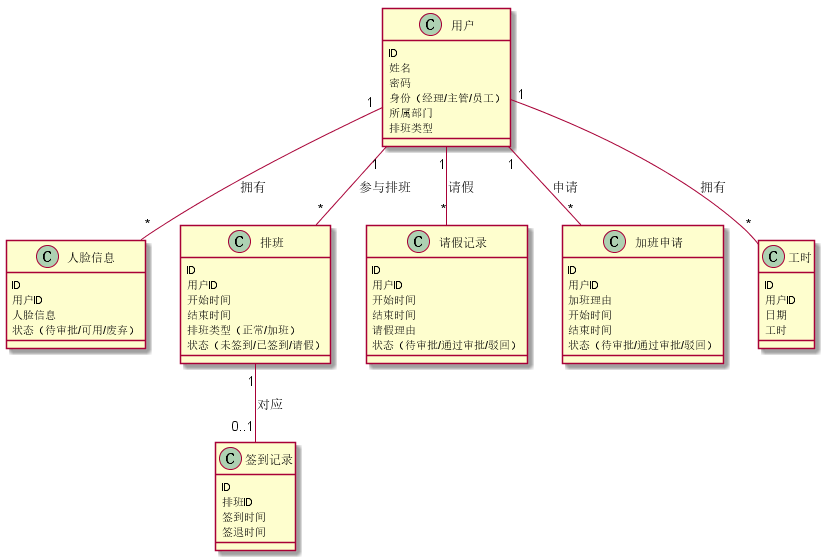 C 用户
ID
姓名
密码
身份（经理/主管/员工）
所属部门
排班类型
1
1
1
1
1
拥有
参与排班
请假
申请
拥有
*
*
*
*
*
C 人脸信息
ID
用户ID
人脸信息
状态（待审批/可用/废弃）
C 排班
ID
用户ID
开始时间
结束时间
排班类型（正常/加班）
状态（未签到/已签到/请假）
C 请假记录
ID
用户ID
开始时间
结束时间
请假理由
状态（待审批/通过审批/驳回）
C 加班申请
ID
用户ID
加班理由
开始时间
结束时间
状态（待审批/通过审批/驳回）
C 工时
ID
用户ID
日期
工时
1
对应
0..1
C 签到记录
ID
排班ID
签到时间
签退时间